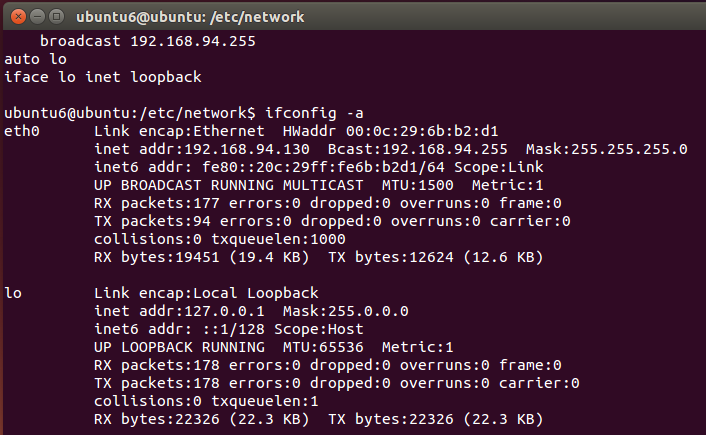 ubuntu6@ubuntu: /etc/network
broadcast 192.168.94.255
auto lo
iface lo inet loopback
ubuntu6@ubuntu:/etc/network$ ifconfig -a
eth0      Link encap:Ethernet  HWaddr 00:0c:29:6b:b2:d1
          inet addr:192.168.94.130  Bcast:192.168.94.255  Mask:255.255.255.0
          inet6 addr: fe80::20c:29ff:fe6b:b2d1/64 Scope:Link
          UP BROADCAST RUNNING MULTICAST  MTU:1500  Metric:1
          RX packets:177 errors:0 dropped:0 overruns:0 frame:0
          TX packets:94 errors:0 dropped:0 overruns:0 carrier:0
          collisions:0 txqueuelen:1000
          RX bytes:19451 (19.4 KB)  TX bytes:12624 (12.6 KB)
lo        Link encap:Local Loopback
          inet addr:127.0.0.1  Mask:255.0.0.0
          inet6 addr: ::1/128 Scope:Host
          UP LOOPBACK RUNNING  MTU:65536  Metric:1
          RX packets:178 errors:0 dropped:0 overruns:0 frame:0
          TX packets:178 errors:0 dropped:0 overruns:0 carrier:0
          collisions:0 txqueuelen:1
          RX bytes:22326 (22.3 KB)  TX bytes:22326 (22.3 KB)